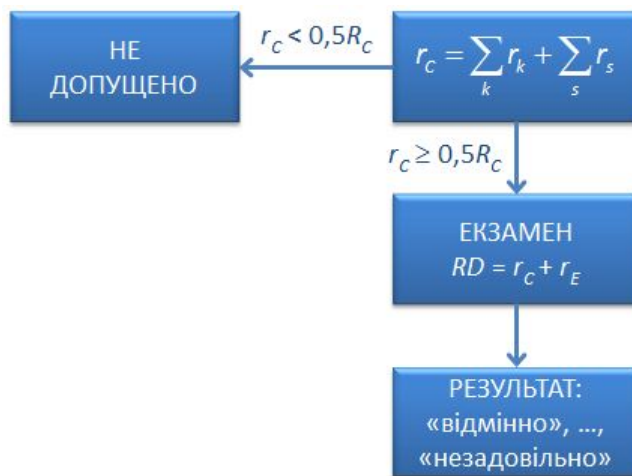 НЕ
ДОПУЩЕНО
r_C < 0,5R_C
r_C = ∑_k r_k + ∑_s r_s
r_C ≥ 0,5R_C
ЕКЗАМЕН
RD = r_C + r_E
РЕЗУЛЬТАТ:
«відмінно», ...,
«незадовільно»